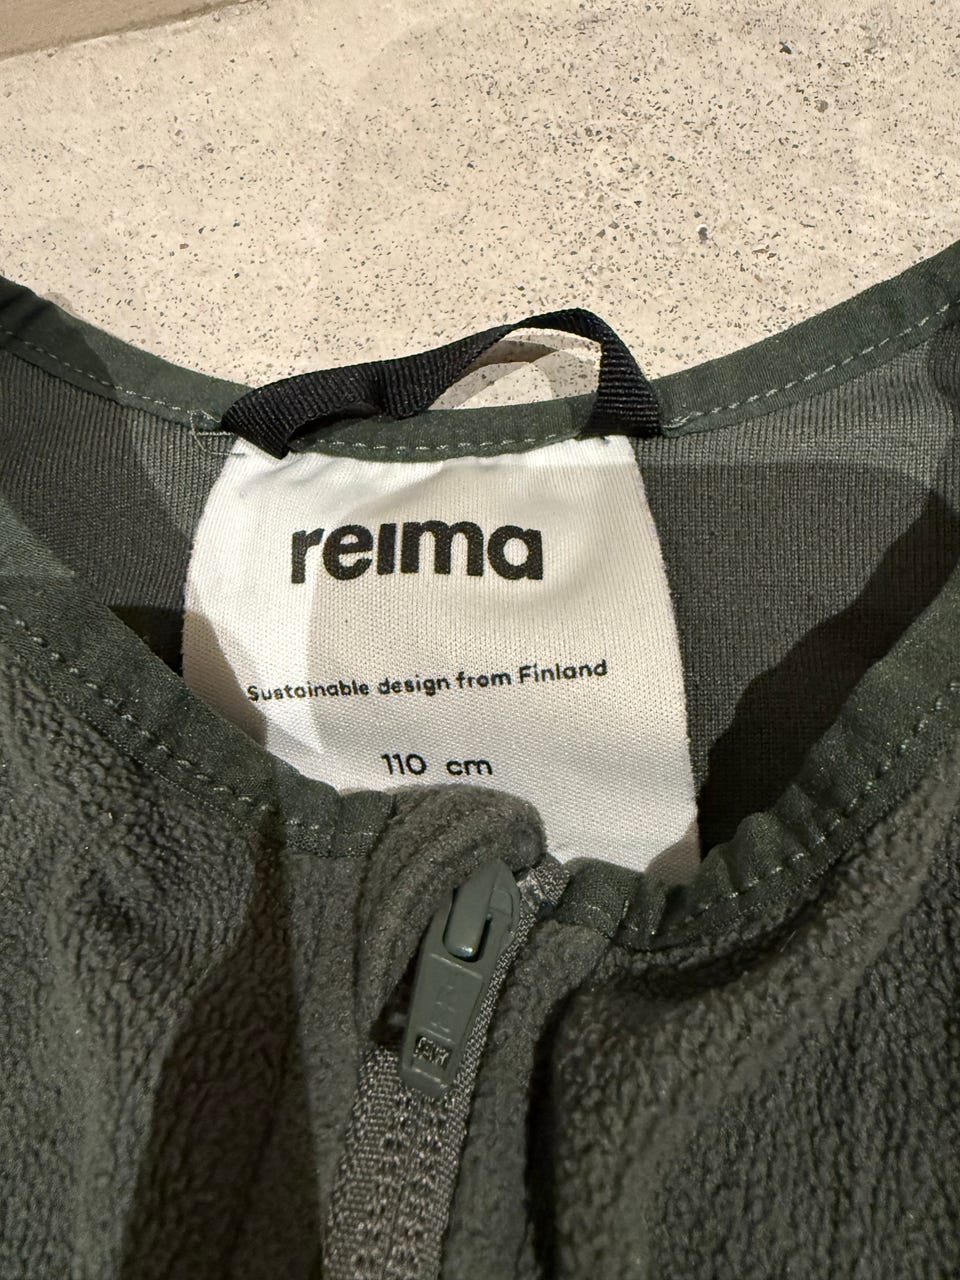 reima
Sustainable design from Finland
110 cm